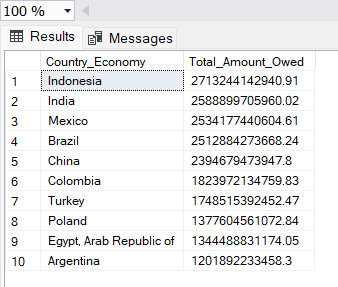 100 %
Results Messages
Country_Economy Total_Amount_Owed
1 Indonesia 2713244142940.91
2 India 2588899705960.02
3 Mexico 2534177440604.61
4 Brazil 2512884273668.24
5 China 2394679473947.8
6 Colombia 1823972134759.83
7 Turkey 1748515392452.47
8 Poland 1377604561072.84
9 Egypt, Arab Republic of 1344488831174.05
10 Argentina 1201892233458.3